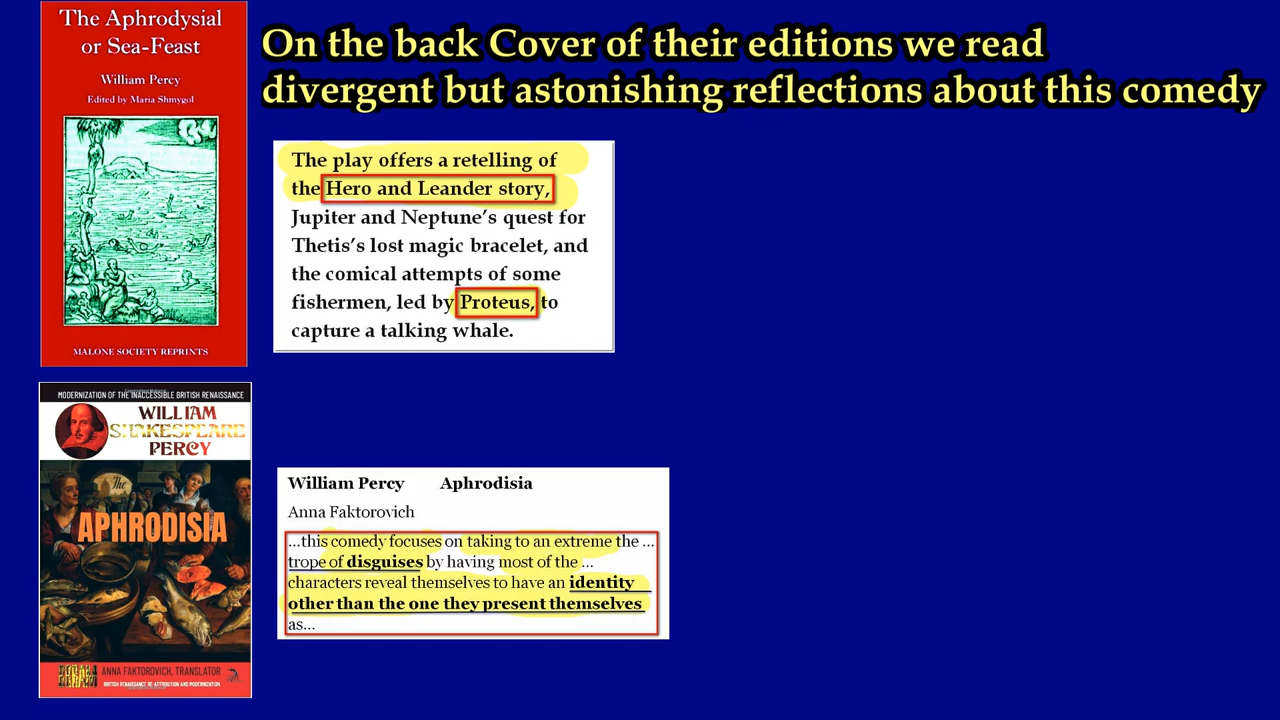 The Aphrodysial
or Sea-Feast
William Percy
Edited by Maria Shmygol
MALONE SOCIETY REPRINTS
On the back Cover of their editions we read
divergent but astonishing reflections about this comedy
The play offers a retelling of
the Hero and Leander story,
Jupiter and Neptune's quest for
Thetis's lost magic bracelet, and
the comical attempts of some
fishermen, led by Proteus, to
capture a talking whale.
MODERNIZATION OF THE INACCESSIBLE BRITISH RENAISSANCE
WILLIAM
SHAKESPEARE
PERCY
The
APHRODISIA
ANNA FAKTOROVICH, TRANSLATOR
BRITISH RENAISSANCE RE-ATTRIBUTION AND MODERNIZATION
William Percy Aphrodisia
Anna Faktorovich
...this comedy focuses on taking to an extreme the ...
trope of disguises by having most of the ...
characters reveal themselves to have an identity
other than the one they present themselves
as...